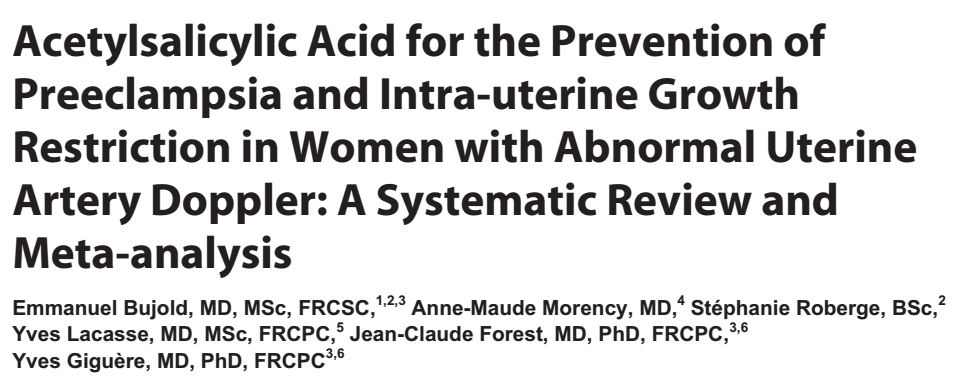 Acetylsalicylic Acid for the Prevention of
Preeclampsia and Intra-uterine Growth
Restriction in Women with Abnormal Uterine
Artery Doppler: A Systematic Review and
Meta-analysis
Emmanuel Bujold, MD, MSc, FRCSC,1,2,3 Anne-Maude Morency, MD,4 Stéphanie Roberge, BSc,2
Yves Lacasse, MD, MSc, FRCPC,5 Jean-Claude Forest, MD, PhD, FRCPC,3,6
Yves Giguère, MD, PhD, FRCPC3,6